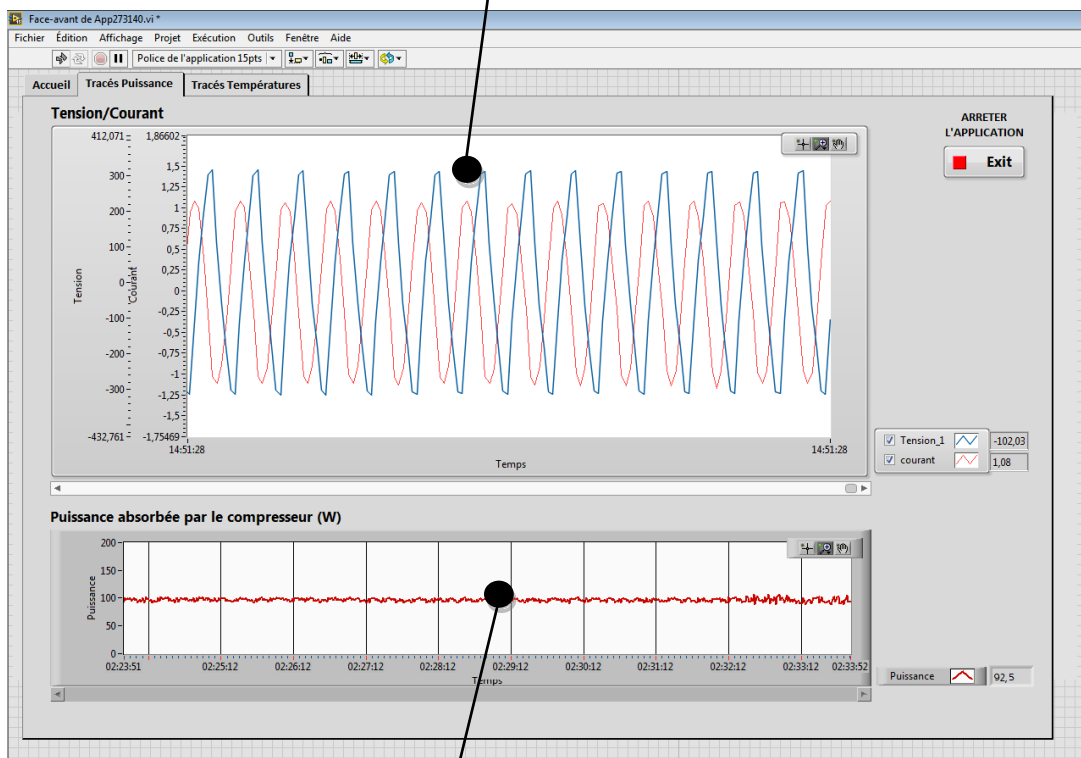 Face-avant de App273140.vi *
Fichier Édition Affichage Projet Exécution Outils Fenêtre Aide
Police de l'application 15pts
Accueil Tracés Puissance Tracés Températures
Tension/Courant
ARRETER
L'APPLICATION
Exit
412,071 1,86602
1,5
300
1,25
200 1
0,75
100 0,5
0,25
0 0
-0,25
-100
-0,5
-200 -0,75
-1
-300 -1,25
-1,5
-432,761 -1,75469
Tension
Courant
14:51:28 14:51:28
Temps
Tension_1 -102,03
courant 1,08
Puissance absorbée par le compresseur (W)
200
150
100
50
0
Puissance
02:23:51 02:25:12 02:26:12 02:27:12 02:28:12 02:29:12 02:30:12 02:31:12 02:32:12 02:33:12 02:33:52
Temps
Puissance 92,5